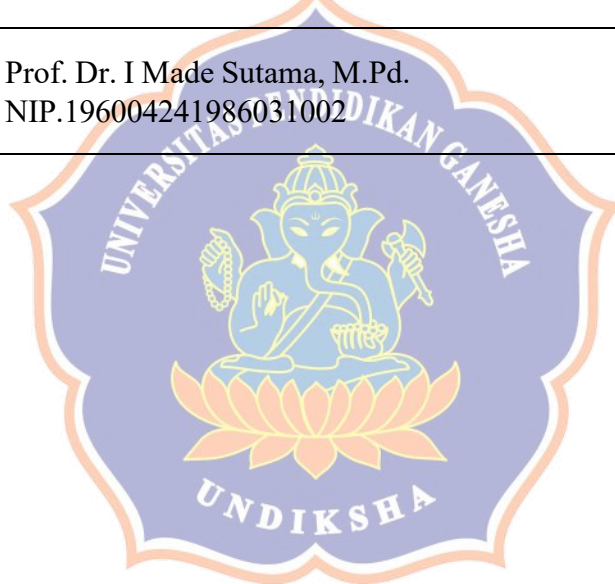 Prof. Dr. I Made Sutama, M.Pd.
NIP.196004241986031002
UNIVERSITAS PENDIDIKAN GANESHA
UNDIKSHA